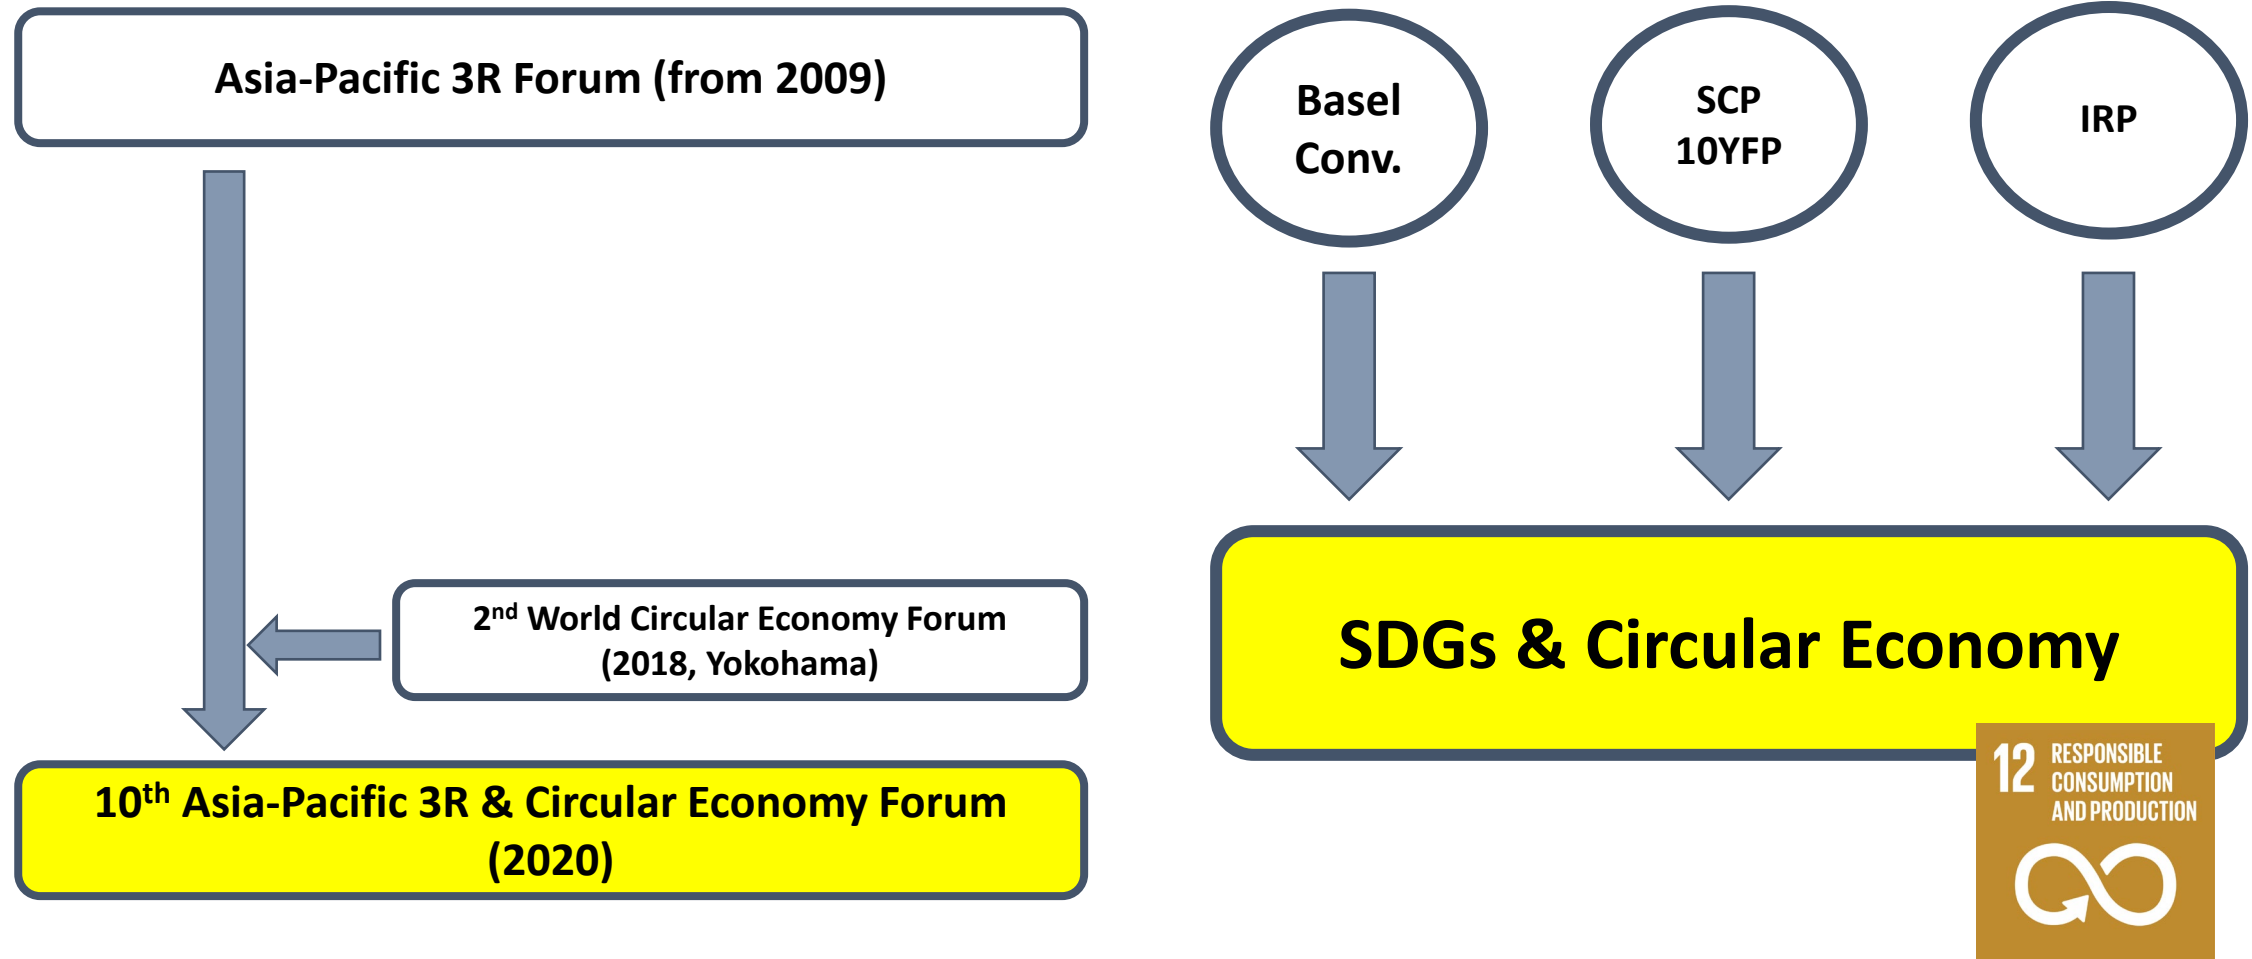 Asia-Pacific 3R Forum (from 2009)
2nd World Circular Economy Forum
(2018, Yokohama)
10th Asia-Pacific 3R & Circular Economy Forum
(2020)
Basel
Conv.
SCP
10YFP
IRP
SDGs & Circular Economy
12 RESPONSIBLE
CONSUMPTION
AND PRODUCTION